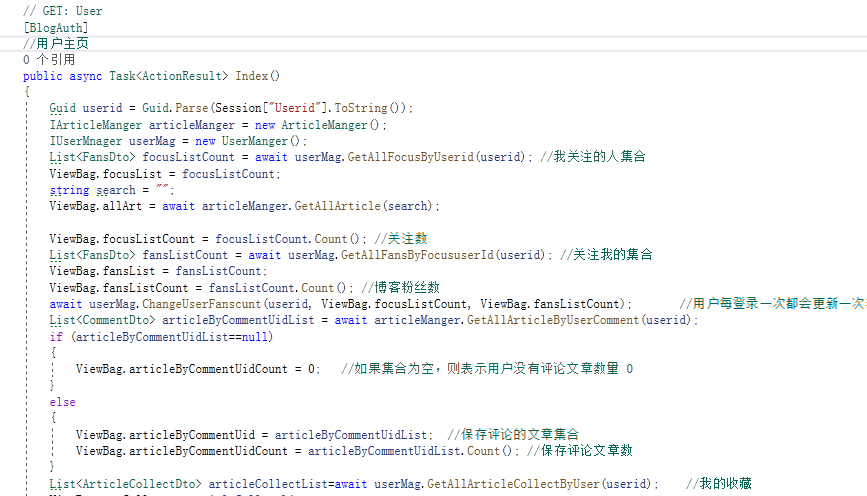 // GET: User
[BlogAuth]
//用户主页
0 个引用
public async Task<ActionResult> Index()
{
Guid userid = Guid.Parse(Session["Userid"].ToString());
IArticleManger articleManger = new ArticleManger();
IUserMnager userMag = new UserManger();
List<FansDto> focusListCount = await userMag.GetAllFocusByUserid(userid); //我关注的人集合
ViewBag.focusList = focusListCount;
string search = "";
ViewBag.allArt = await articleManger.GetAllArticle(search);
ViewBag.focusListCount = focusListCount.Count(); //关注数
List<FansDto> fansListCount = await userMag.GetAllFansByFocususerId(userid); //关注我的集合
ViewBag.fansList = fansListCount;
ViewBag.fansListCount = fansListCount.Count(); //博客粉丝数
await userMag.ChangeUserFanscunt(userid, ViewBag.focusListCount, ViewBag.fansListCount); //用户每登录一次都会更新一次
List<CommentDto> articleByCommentUidList = await articleManger.GetAllArticleByUserComment(userid);
if (articleByCommentUidList==null)
{
ViewBag.articleByCommentUidCount = 0; //如果集合为空，则表示用户没有评论文章数量 0
}
else
{
ViewBag.articleByCommentUid = articleByCommentUidList; //保存评论的文章集合
ViewBag.articleByCommentUidCount = articleByCommentUidList.Count(); //保存评论文章数
}
List<ArticleCollectDto> articleCollectList=await userMag.GetAllArticleCollectByUser(userid); //我的收藏